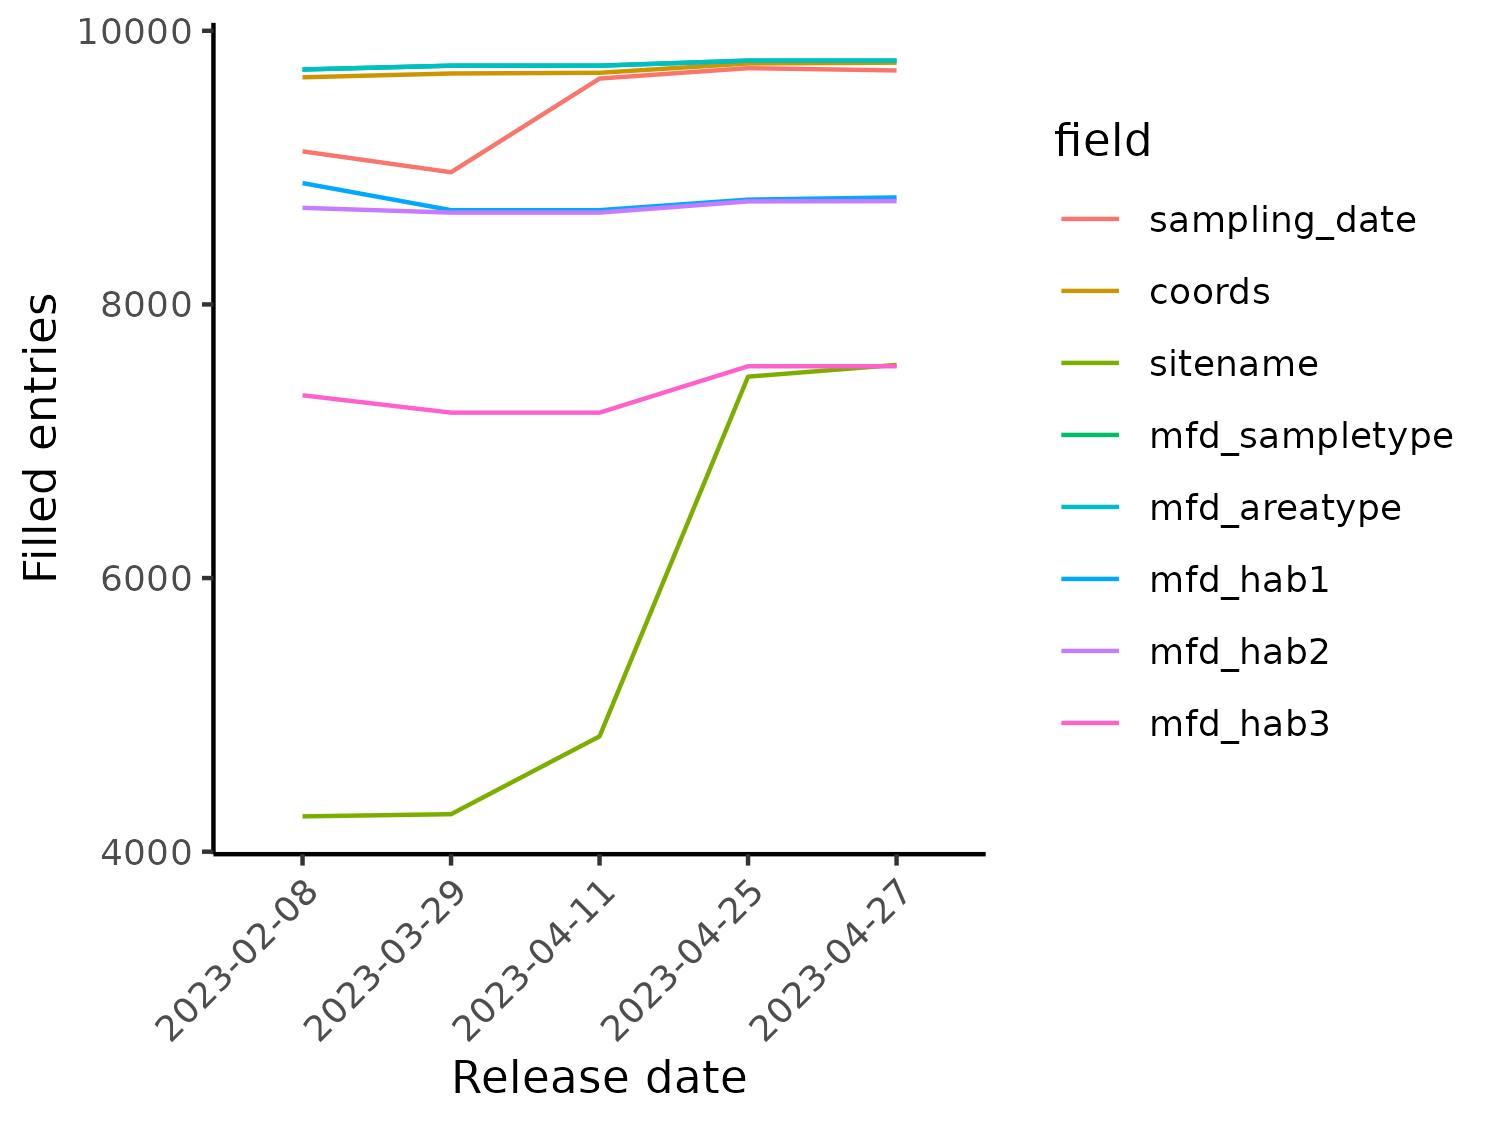 10000
8000
6000
4000
Filled entries
2023-02-08
2023-03-29
2023-04-11
2023-04-25
2023-04-27
Release date
field
sampling_date
coords
sitename
mfd_sampletype
mfd_areatype
mfd_hab1
mfd_hab2
mfd_hab3